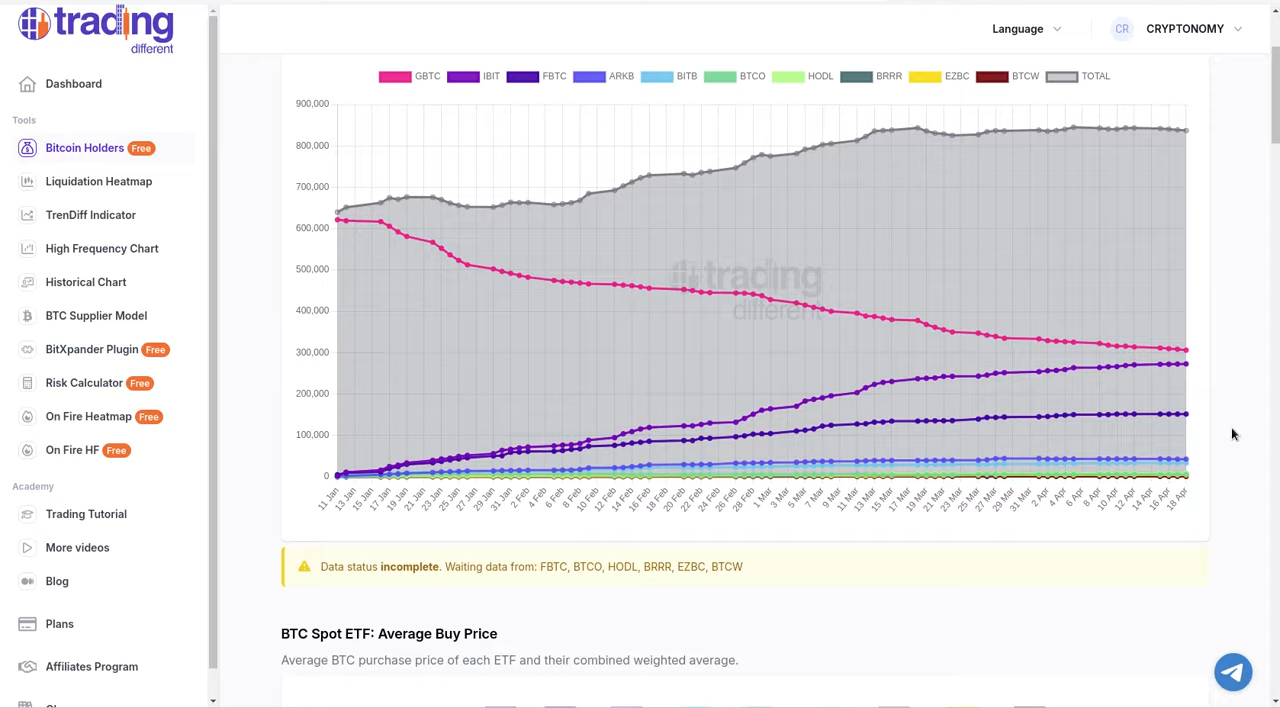 trading
different
Language
CR
CRYPTONOMY
Dashboard
Tools
Bitcoin Holders Free
Liquidation Heatmap
TrenDiff Indicator
High Frequency Chart
Historical Chart
BTC Supplier Model
BitXpander Plugin Free
Risk Calculator Free
On Fire Heatmap Free
On Fire HF Free
Academy
Trading Tutorial
More videos
Blog
Plans
Affiliates Program
GBTC IBIT FBTC ARKB BITB BTCO HODL BRRR EZBC BTCW TOTAL
900,000
800,000
700,000
600,000
500,000
400,000
300,000
200,000
100,000
0
trading
different
11 Jan 13 Jan 15 Jan 17 Jan 19 Jan 21 Jan 23 Jan 25 Jan 27 Jan 29 Jan 31 Jan 2 Feb 4 Feb 6 Feb 8 Feb 10 Feb 12 Feb 14 Feb 16 Feb 18 Feb 20 Feb 22 Feb 24 Feb 26 Feb 28 Feb 1 Mar 3 Mar 5 Mar 7 Mar 9 Mar 11 Mar 13 Mar 15 Mar 17 Mar 19 Mar 21 Mar 23 Mar 25 Mar 27 Mar 29 Mar 31 Mar 2 Apr 4 Apr 6 Apr 8 Apr 10 Apr 12 Apr 14 Apr 16 Apr 18 Apr
Data status incomplete. Waiting data from: FBTC, BTCO, HODL, BRRR, EZBC, BTCW
BTC Spot ETF: Average Buy Price
Average BTC purchase price of each ETF and their combined weighted average.